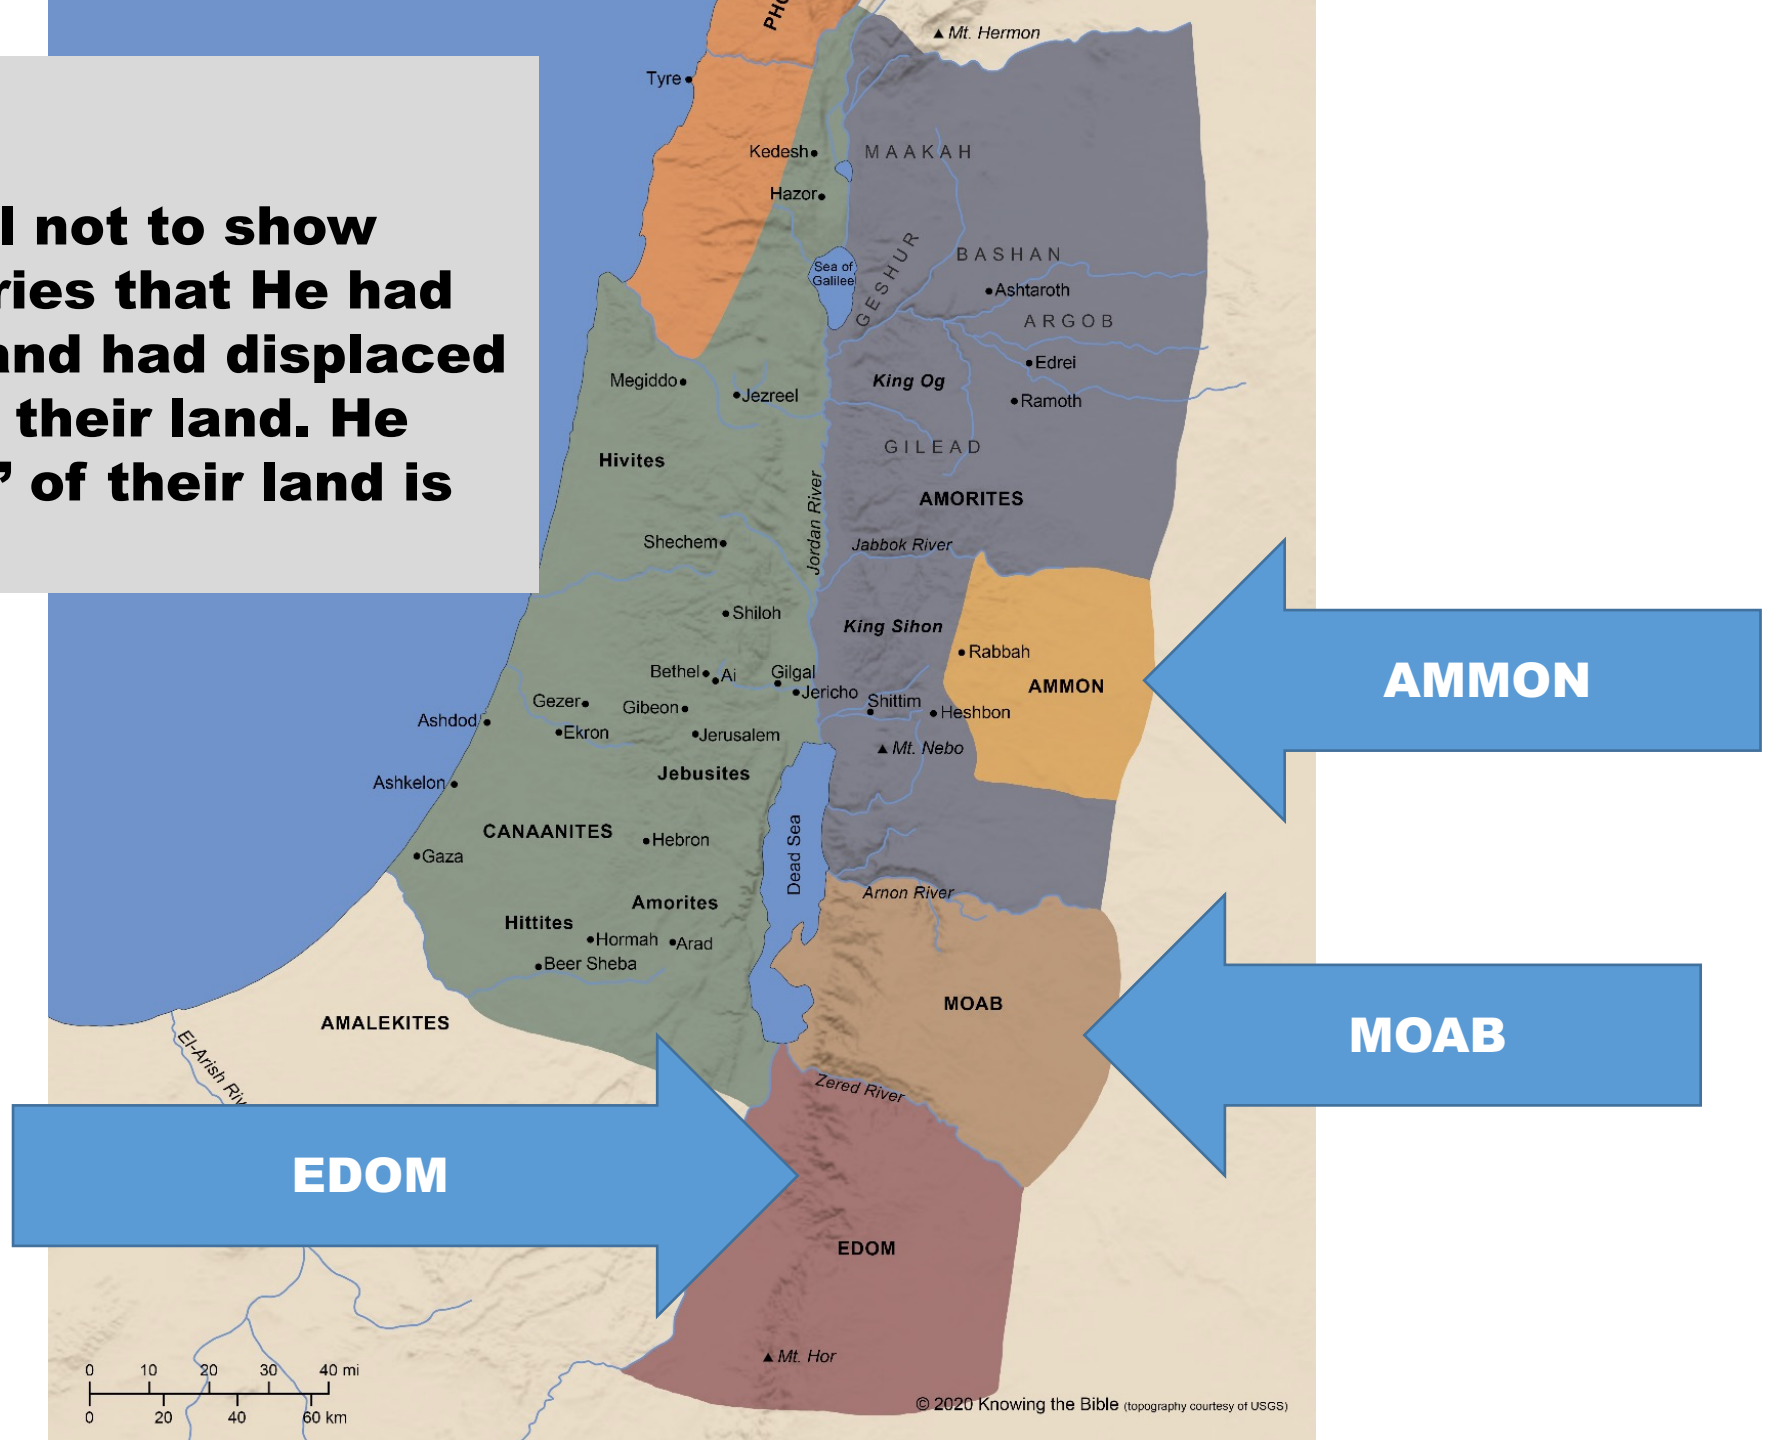 l not to show
ries that He had
and had displaced
their land. He
” of their land is
PHO
Mt. Hermon
Tyre
Kedesh
MAAKAH
Hazor
GESHUR
BASHAN
Sea of
Galilee
Ashtaroth
ARGOB
Edrei
King Og
Megiddo
Jezreel
Ramoth
GILEAD
Hivites
Jordan River
AMORITES
Shechem
Jabbok River
Shiloh
King Sihon
Rabbah
Bethel
Ai
Gilgal
AMMON
AMMON
Jericho
Shittim
Gezer
Gibeon
Heshbon
Ashdod
Ekron
Jerusalem
Mt. Nebo
Jebusites
Ashkelon
CANAANITES
Hebron
Dead Sea
Gaza
Arnon River
Amorites
Hittites
Hormah
Arad
Beer Sheba
MOAB
MOAB
AMALEKITES
El-Arish Riv
Zered River
EDOM
EDOM
Mt. Hor
0 10 20 30 40 mi
0 20 40 60 km
© 2020 Knowing the Bible (topography courtesy of USGS)